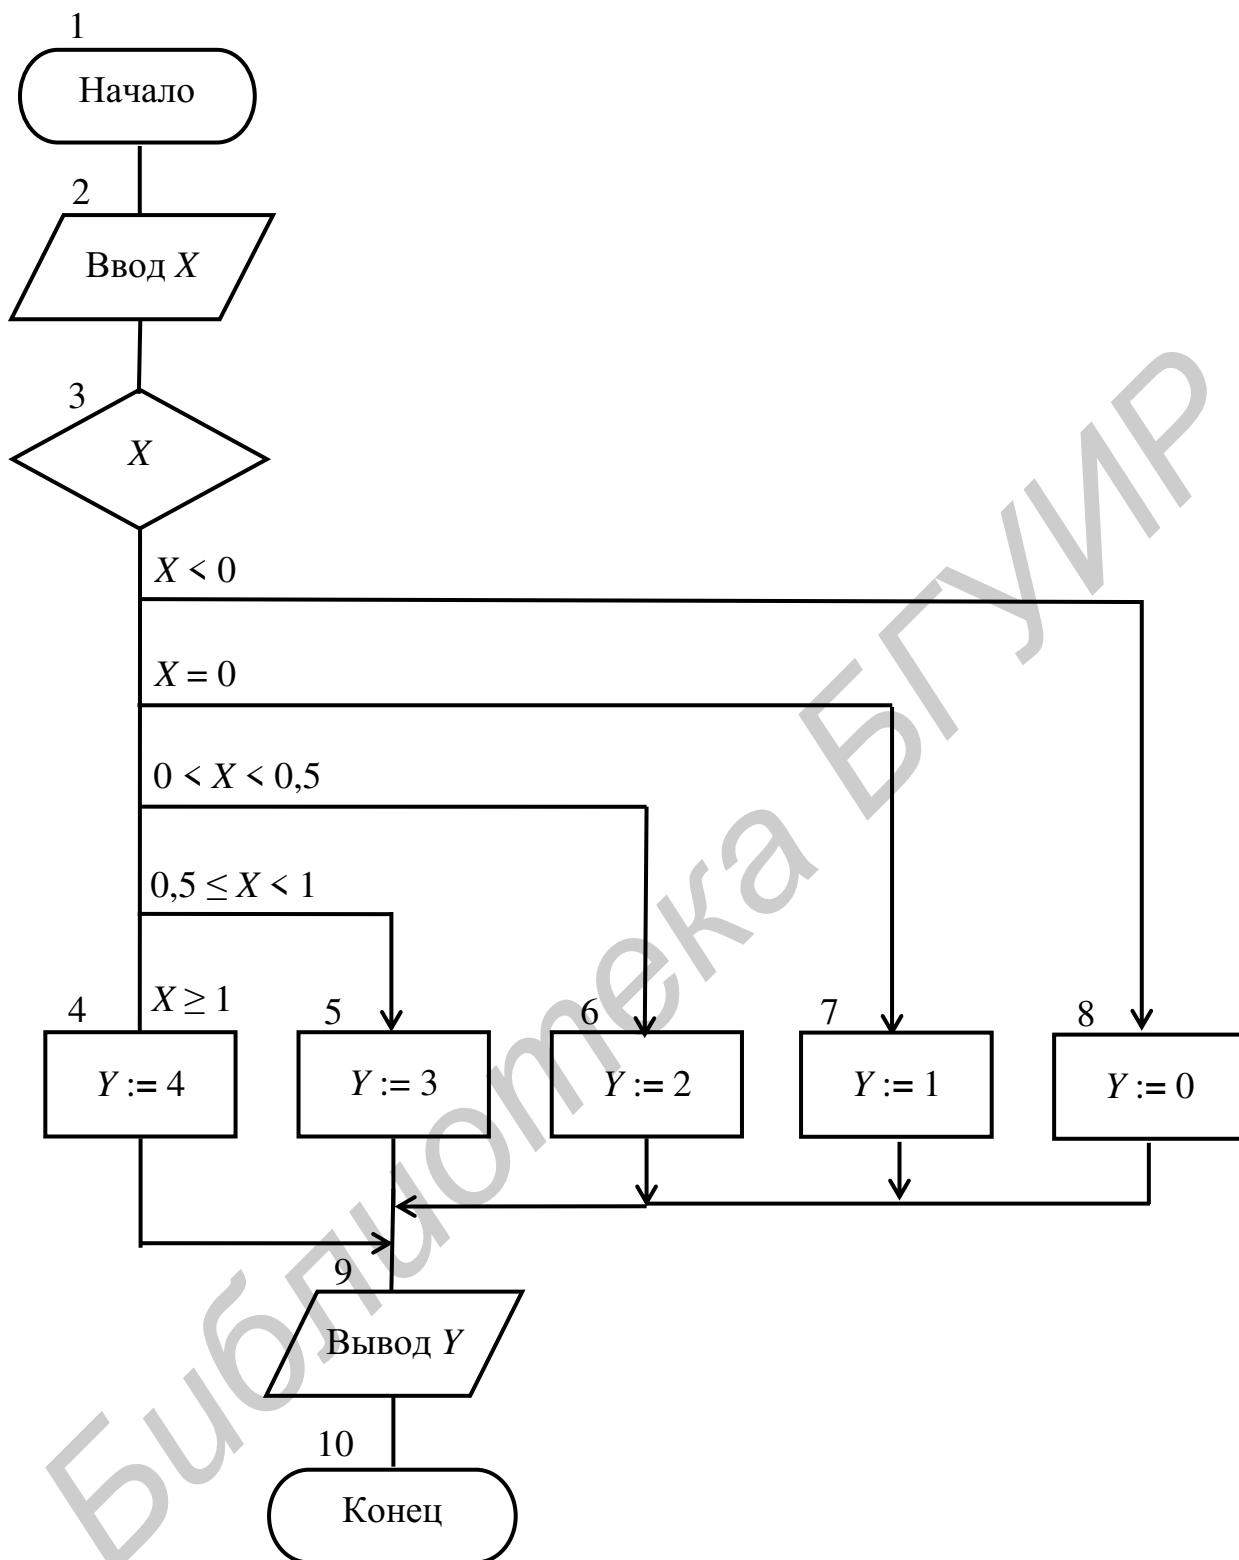 1
Начало
2
Ввод X
3
X
X < 0
X = 0
0 < X < 0,5
0,5 ≤ X < 1
X ≥ 1
4
5
6
7
8
Y := 4
Y := 3
Y := 2
Y := 1
Y := 0
9
Вывод Y
10
Конец
Библиотека БГУИР